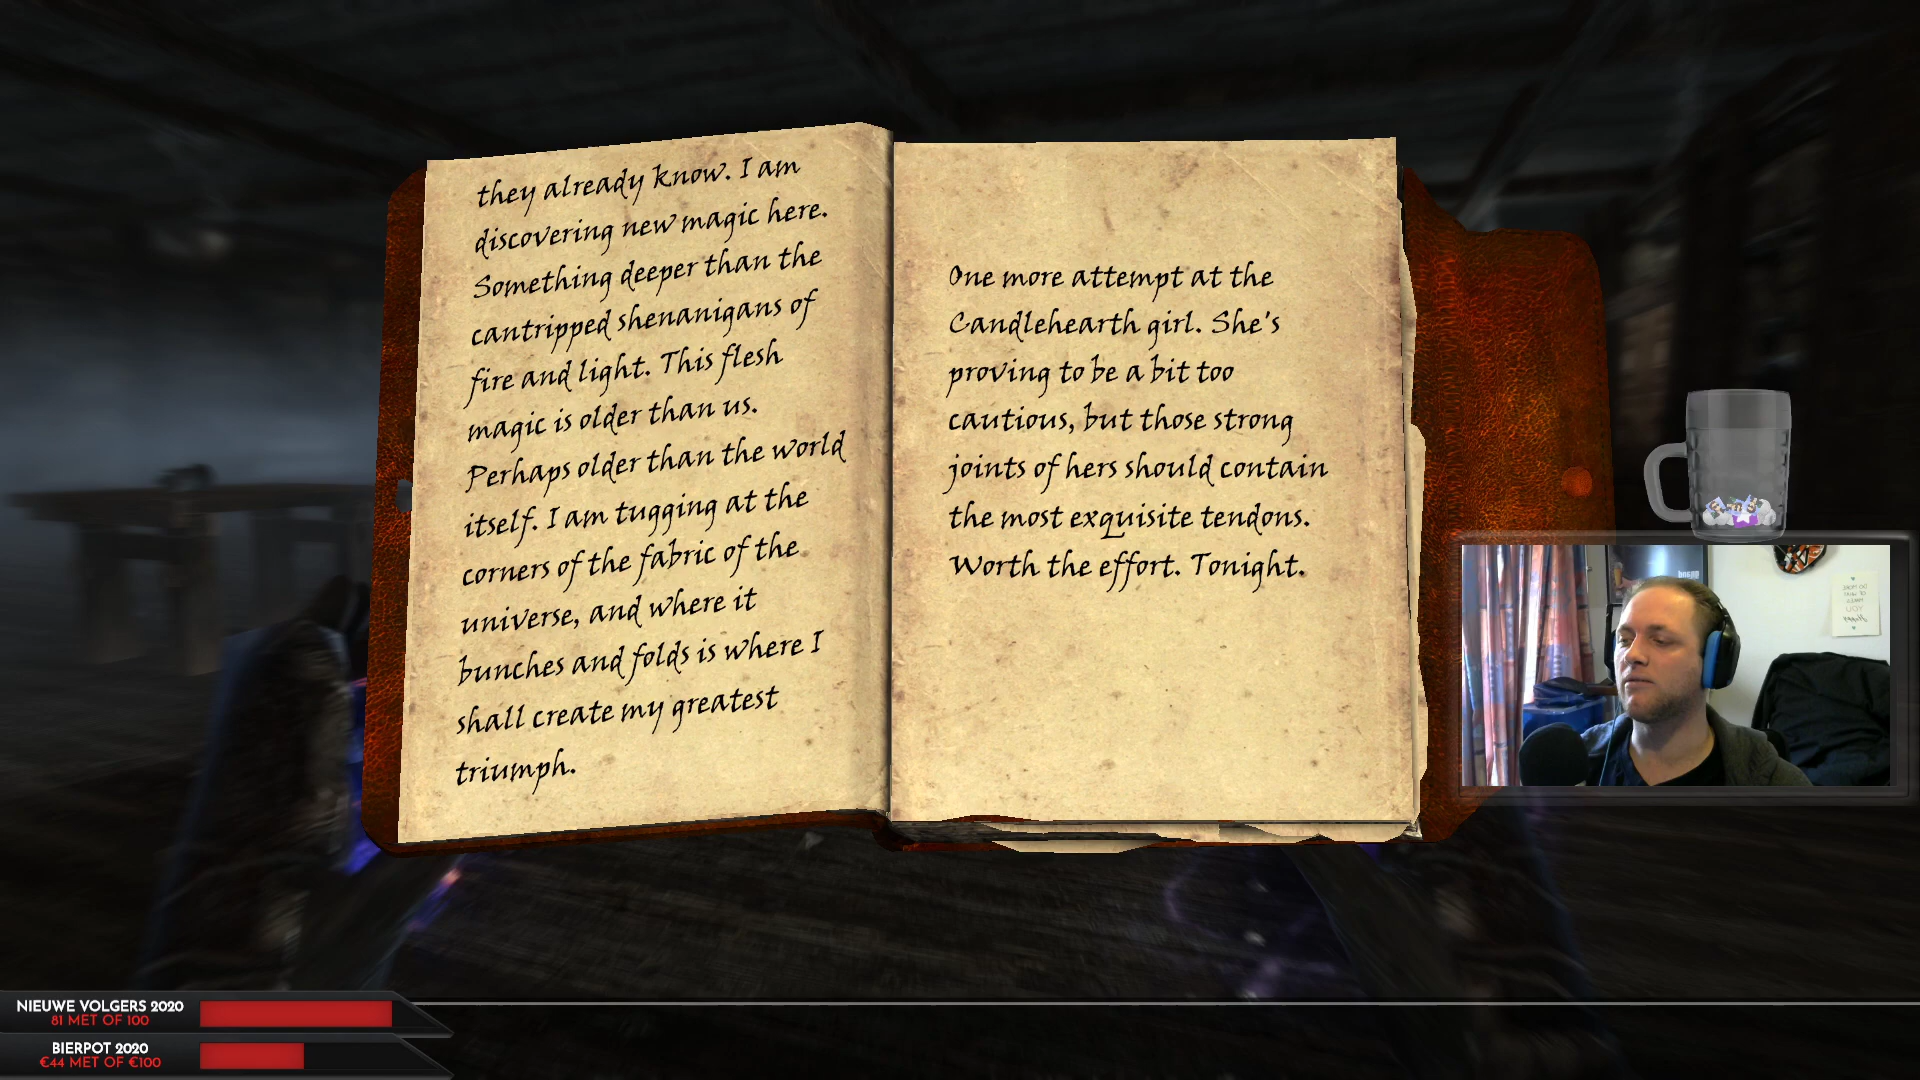 they already know. I am
discovering new magic here.
Something deeper than the
cantripped shenanigans of
fire and light. This flesh
magic is older than us.
Perhaps older than the world
itself. I am tugging at the
corners of the fabric of the
universe, and where it
bunches and folds is where I
shall create my greatest
triumph.
One more attempt at the
Candlehearth girl. She's
proving to be a bit too
cautious, but those strong
joints of hers should contain
the most exquisite tendons.
Worth the effort. Tonight.
NIEUWE VOLGERS 2020
81 MET OF 100
BIERPOT 2020
€44 MET OF €100